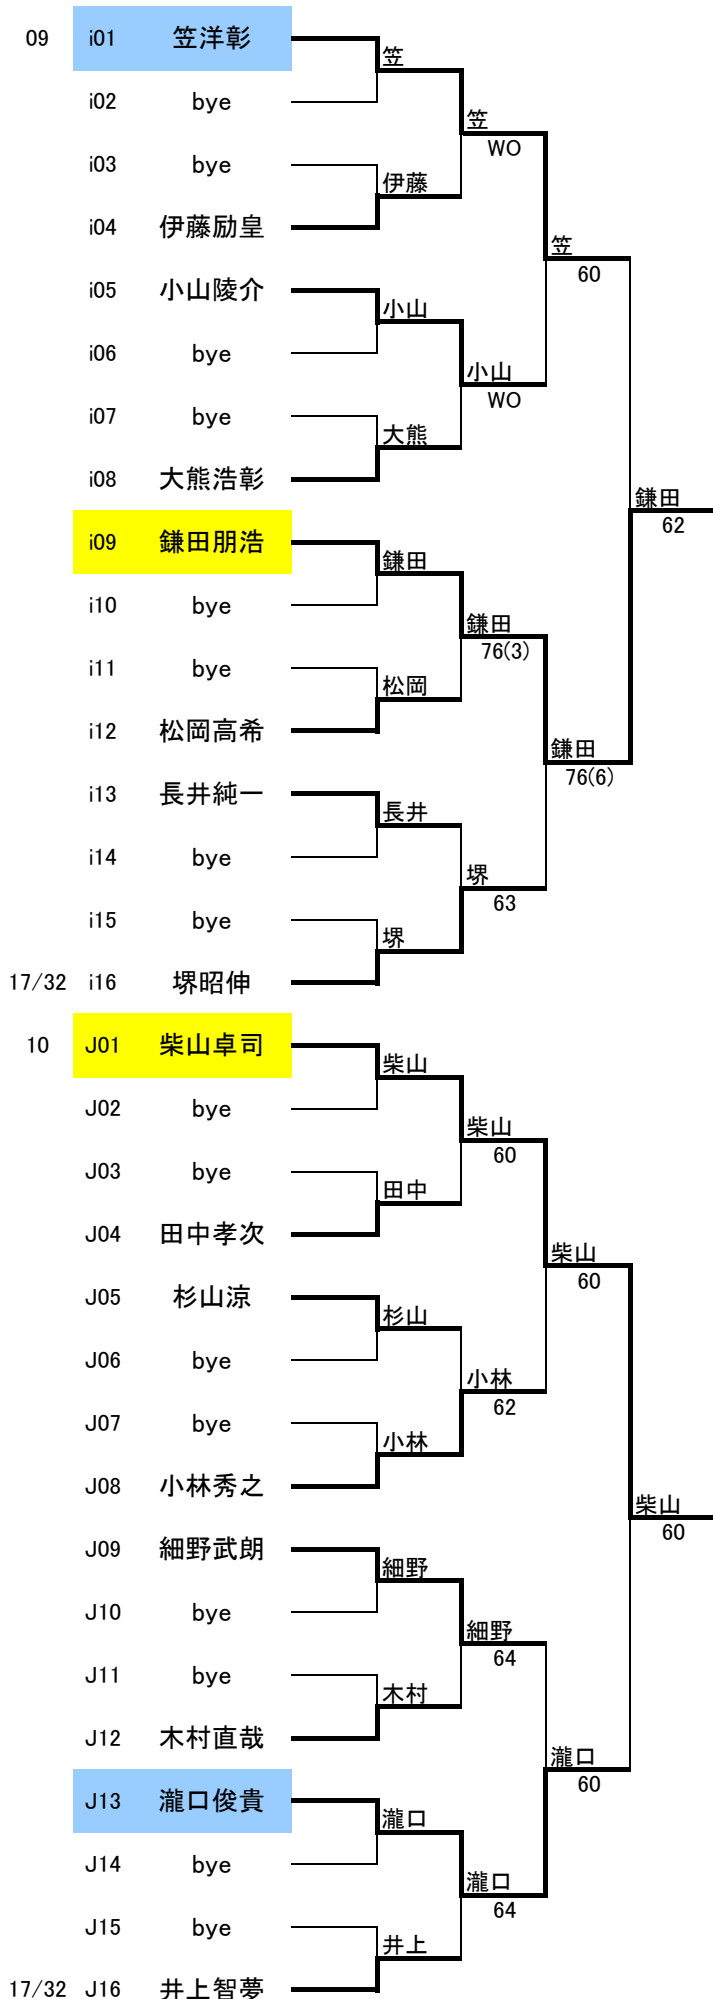 09 i01 笠洋彰
笠
i02 bye
笠
WO
i03 bye
伊藤
i04 伊藤励皇
笠
60
i05 小山陵介
小山
i06 bye
小山
WO
i07 bye
大熊
i08 大熊浩彰
鎌田
62
i09 鎌田朋浩
鎌田
i10 bye
鎌田
76(3)
i11 bye
松岡
i12 松岡高希
鎌田
76(6)
i13 長井純一
長井
i14 bye
堺
63
i15 bye
堺
17/32 i16 堺昭伸
10 J01 柴山卓司
柴山
J02 bye
柴山
60
J03 bye
田中
J04 田中孝次
柴山
60
J05 杉山涼
杉山
J06 bye
小林
62
J07 bye
小林
J08 小林秀之
柴山
60
J09 細野武朗
細野
J10 bye
細野
64
J11 bye
木村
J12 木村直哉
瀧口
60
J13 瀧口俊貴
瀧口
J14 bye
瀧口
64
J15 bye
井上
17/32 J16 井上智夢